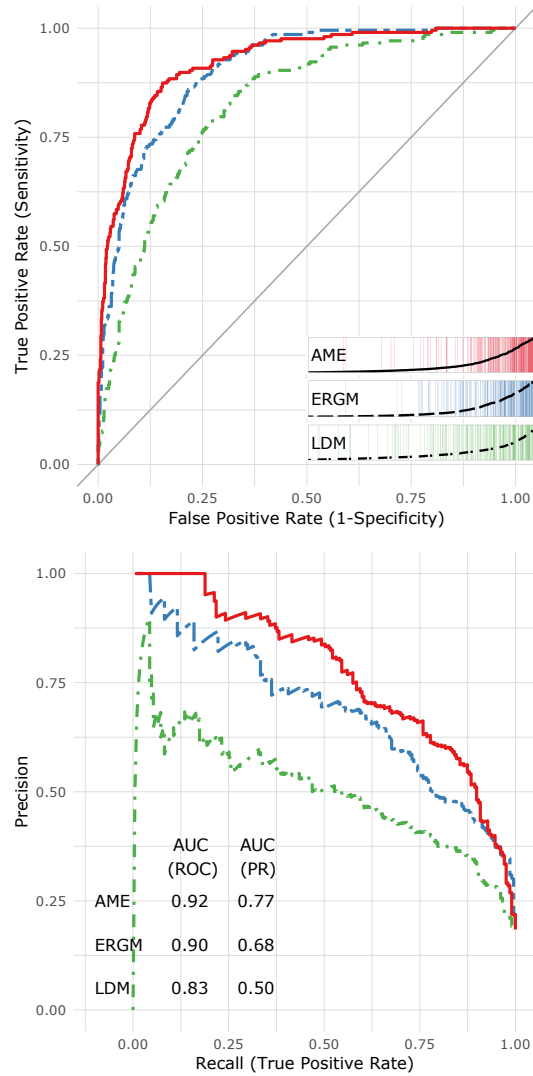 1.00
0.75
0.50
0.25
0.00
True Positive Rate (Sensitivity)
AME
ERGM
LDM
0.00 0.25 0.50 0.75 1.00
False Positive Rate (1-Specificity)
1.00
0.75
0.50
0.25
0.00
Precision
AUC AUC
(ROC) (PR)
AME 0.92 0.77
ERGM 0.90 0.68
LDM 0.83 0.50
0.00 0.25 0.50 0.75 1.00
Recall (True Positive Rate)